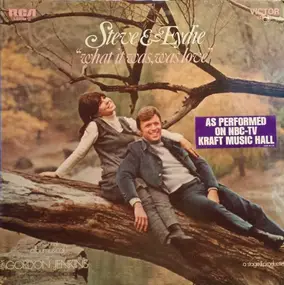 RCA
VICTOR
Steve & Eydie
"what it was, was love"
AS PERFORMED
ON NBC-TV
KRAFT MUSIC HALL
GORDON JENKINS